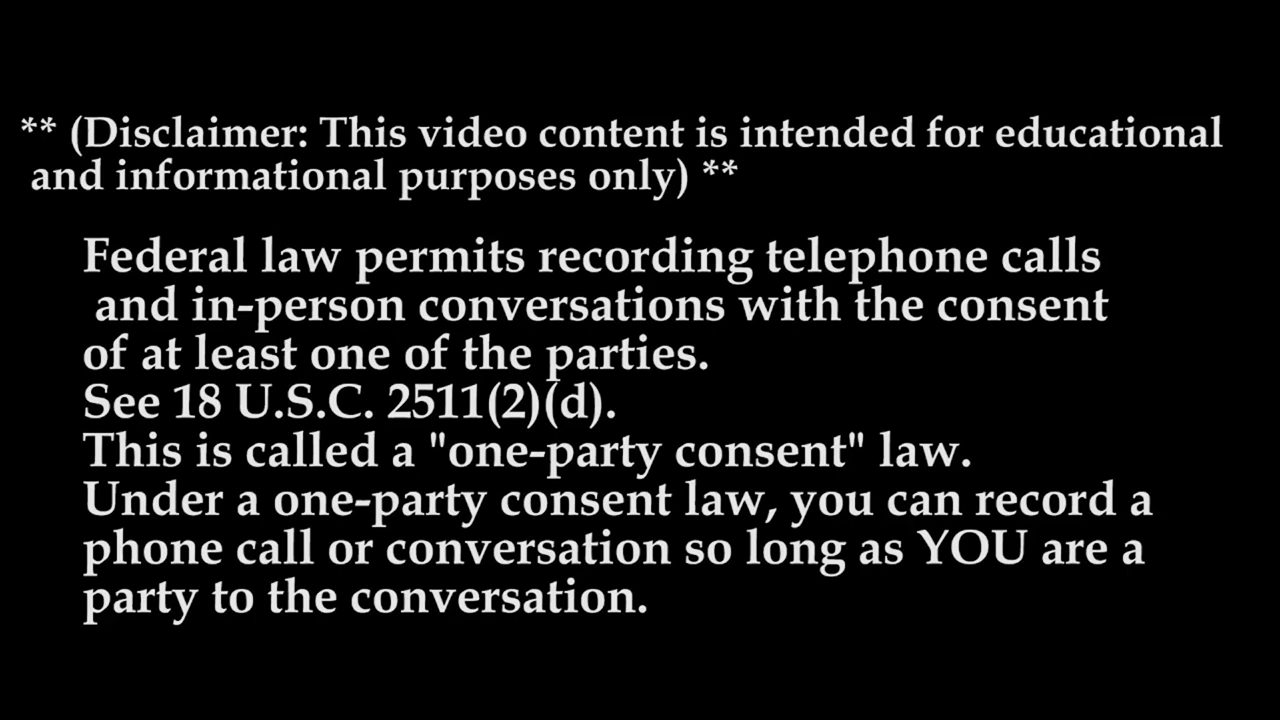 ** (Disclaimer: This video content is intended for educational
and informational purposes only) **
Federal law permits recording telephone calls
and in-person conversations with the consent
of at least one of the parties.
See 18 U.S.C. 2511(2)(d).
This is called a "one-party consent" law.
Under a one-party consent law, you can record a
phone call or conversation so long as YOU are a
party to the conversation.